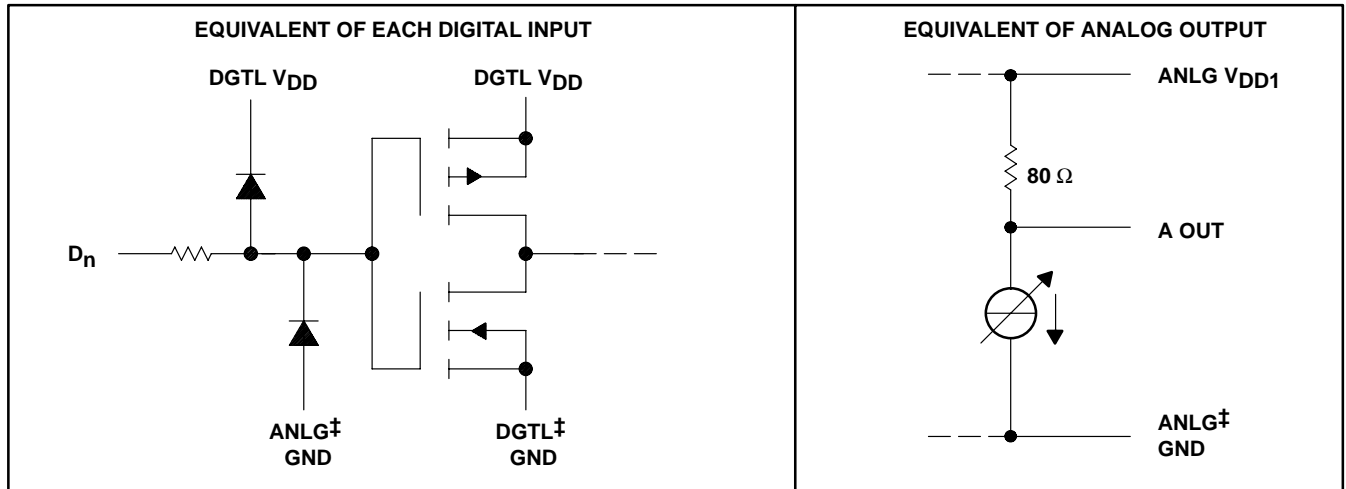 EQUIVALENT OF EACH DIGITAL INPUT
DGTL VDD
DGTL VDD
Dn
ANLG‡
GND
DGTL‡
GND
EQUIVALENT OF ANALOG OUTPUT
ANLG VDD1
80 Ω
A OUT
ANLG‡
GND